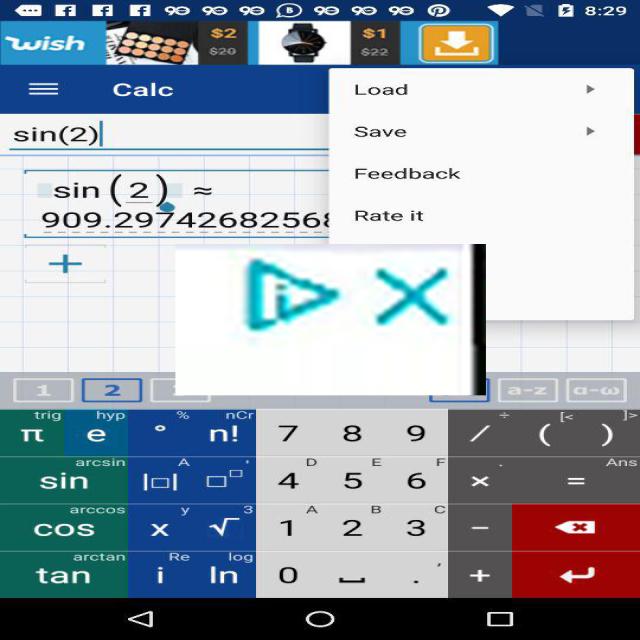 8:29
wish
$2
$20
$1
$22
Calc
Load
Save
Feedback
Rate it
sin(2)
sin (2) ≈
909.29742682568
+
1 2
a-z α-ω
trig hyp % nCr ÷ [< ]>
π e ° n! 7 8 9 / ( )
arcsin A ' D E F . Ans
sin |□| □□ 4 5 6 × =
arccos y 3 A B C
cos x √ 1 2 3 −
arctan Re log ,
tan i ln 0 . +